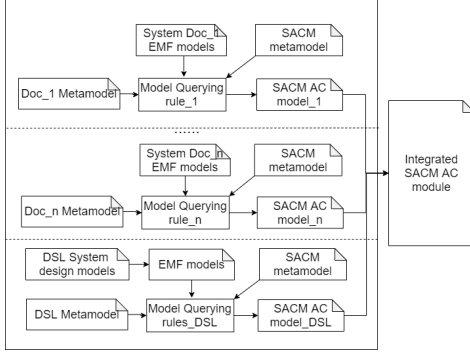 System Doc_1
EMF models
SACM
metamodel
Doc_1 Metamodel
Model Querying
rule_1
SACM AC
model_1
......
System Doc_n
EMF models
SACM
metamodel
Doc_n Metamodel
Model Querying
rule_n
SACM AC
model_n
DSL System
design models
EMF models
SACM
metamodel
DSL Metamodel
Model Querying
rules_DSL
SACM AC
model_DSL
Integrated
SACM AC
module